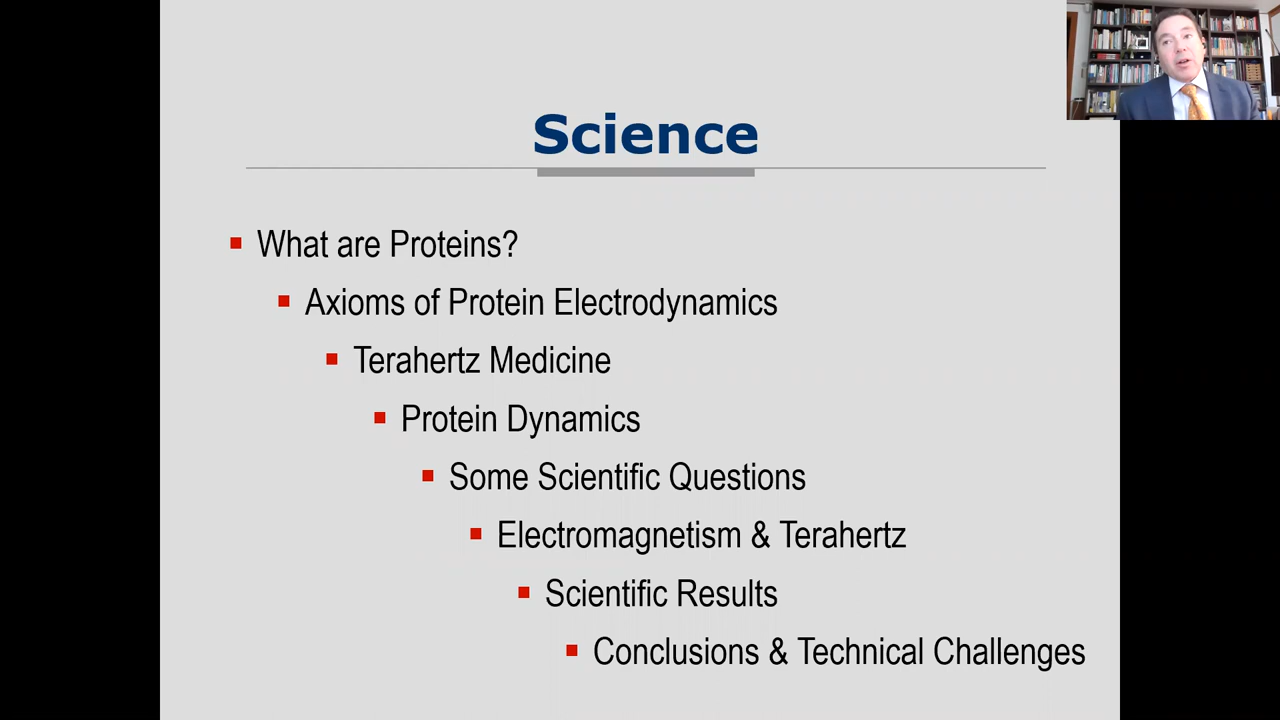 Science
What are Proteins?
Axioms of Protein Electrodynamics
Terahertz Medicine
Protein Dynamics
Some Scientific Questions
Electromagnetism & Terahertz
Scientific Results
Conclusions & Technical Challenges